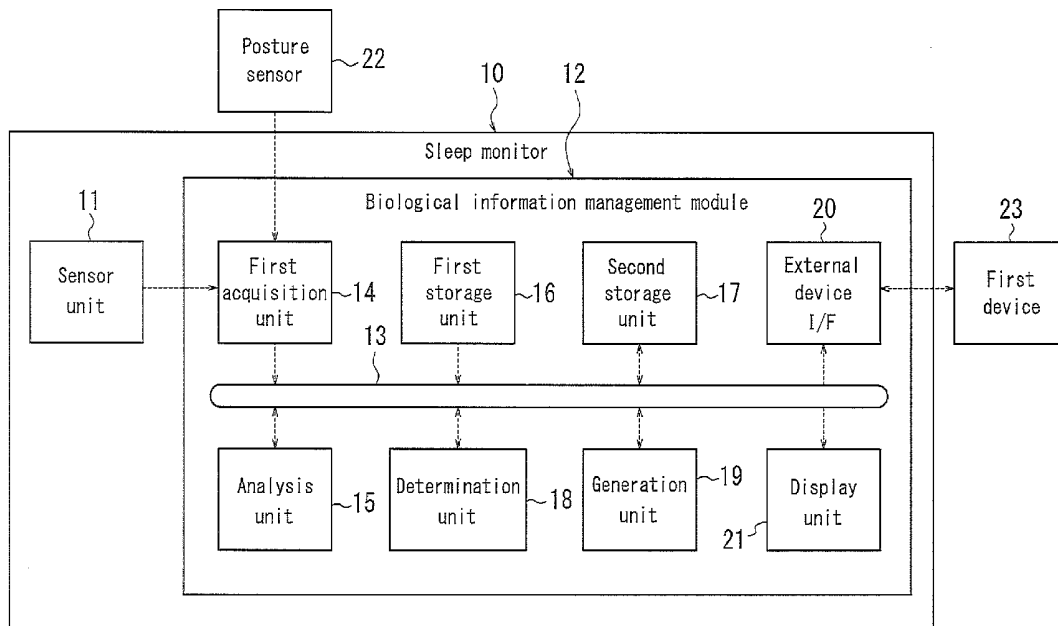 Posture
sensor
22
10
12
Sleep monitor
11
Biological information management module
20
23
Sensor
unit
First
acquisition
unit
14
First
storage
unit
16
Second
storage
unit
17
External
device
I/F
First
device
13
Analysis
unit
15
Determination
unit
18
Generation
unit
19
Display
unit
21